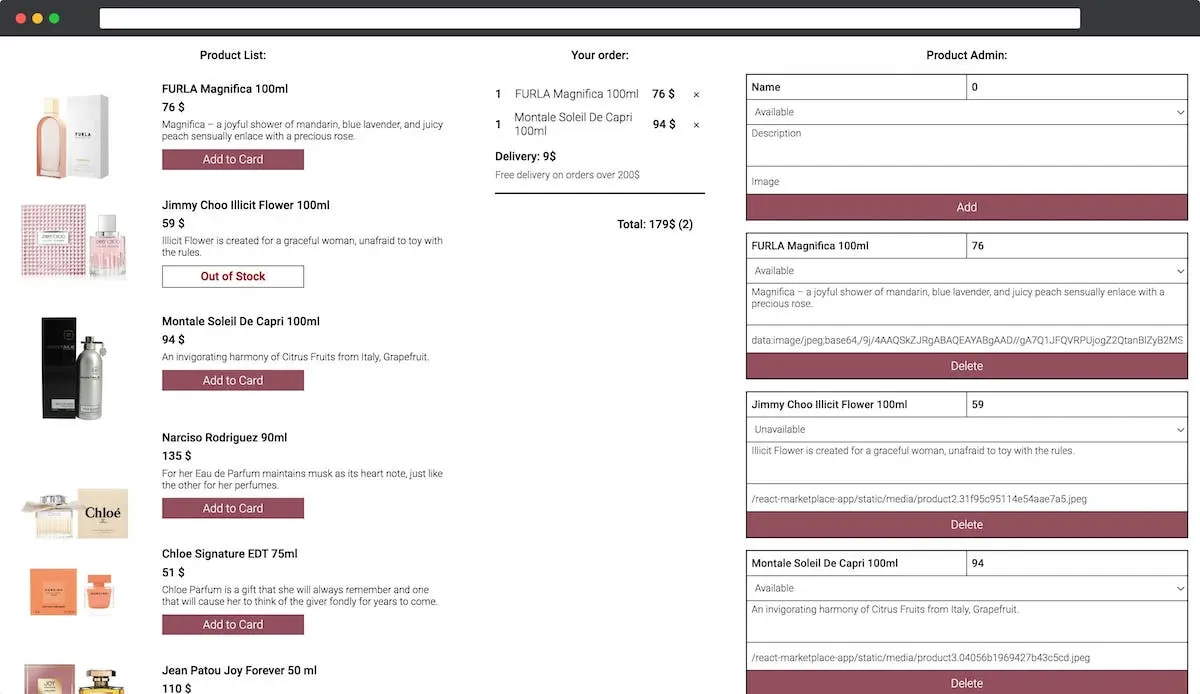 Product List:
FURLA
FURLA Magnifica 100ml
76 $
Magnifica – a joyful shower of mandarin, blue lavender, and juicy
peach sensually enlace with a precious rose.
Add to Card
Jimmy Choo Illicit Flower 100ml
59 $
Illicit Flower is created for a graceful woman, unafraid to toy with
the rules.
Out of Stock
Montale Soleil De Capri 100ml
94 $
An invigorating harmony of Citrus Fruits from Italy, Grapefruit.
Add to Card
Narciso Rodriguez 90ml
135 $
For her Eau de Parfum maintains musk as its heart note, just like
the other for her perfumes.
Add to Card
Chloé
Chloe Signature EDT 75ml
51 $
Chloe Parfum is a gift that she will always remember and one
that will cause her to think of the giver fondly for years to come.
Add to Card
JOY
Jean Patou Joy Forever 50 ml
110 $
Your order:
1 FURLA Magnifica 100ml 76 $ ×
1 Montale Soleil De Capri
100ml 94 $ ×
Delivery: 9$
Free delivery on orders over 200$
Total: 179$ (2)
Product Admin:
Name 0
Available
Description
Image
Add
FURLA Magnifica 100ml 76
Available
Magnifica – a joyful shower of mandarin, blue lavender, and juicy peach sensually enlace with a
precious rose.
data:image/jpeg;base64,/9j/4AAQSkZJRgABAQEAYABgAAD//gA7Q1JFQVRPUjogZ2QtanBlZyB2MS
Delete
Jimmy Choo Illicit Flower 100ml 59
Unavailable
Illicit Flower is created for a graceful woman, unafraid to toy with the rules.
/react-marketplace-app/static/media/product2.31f95c95114e54aae7a5.jpeg
Delete
Montale Soleil De Capri 100ml 94
Available
An invigorating harmony of Citrus Fruits from Italy, Grapefruit.
/react-marketplace-app/static/media/product3.04056b1969427b43c5cd.jpeg
Delete